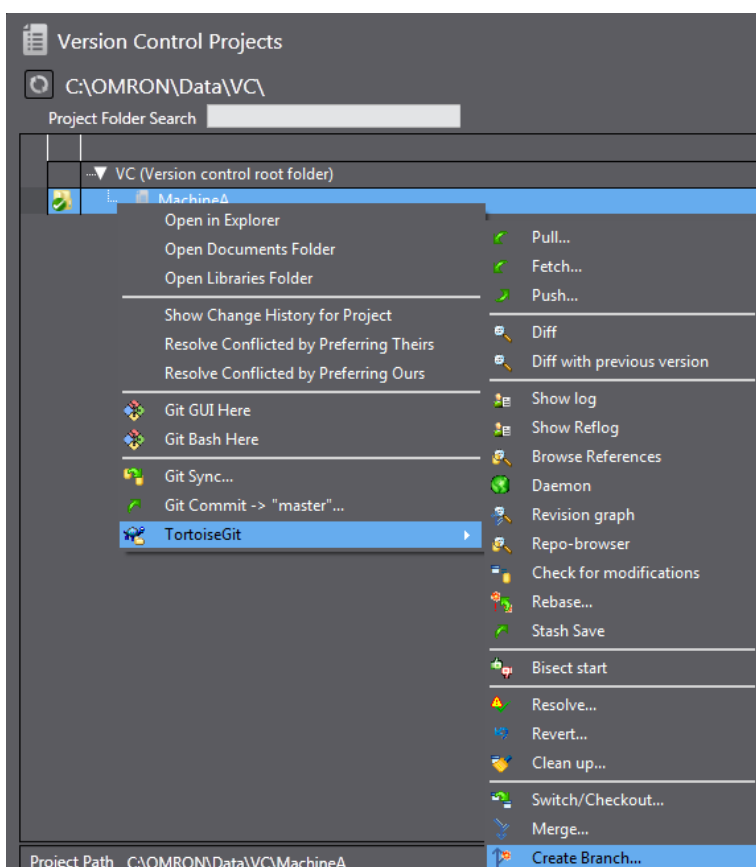 Version Control Projects
C:\OMRON\Data\VC\
Project Folder Search
VC (Version control root folder)
MachineA
Open in Explorer
Open Documents Folder
Open Libraries Folder
Show Change History for Project
Resolve Conflicted by Preferring Theirs
Resolve Conflicted by Preferring Ours
Git GUI Here
Git Bash Here
Git Sync...
Git Commit -> "master"...
TortoiseGit
Pull...
Fetch...
Push...
Diff
Diff with previous version
Show log
Show Reflog
Browse References
Daemon
Revision graph
Repo-browser
Check for modifications
Rebase...
Stash Save
Bisect start
Resolve...
Revert...
Clean up...
Switch/Checkout...
Merge...
Create Branch...
Project Path C:\OMRON\Data\VC\MachineA